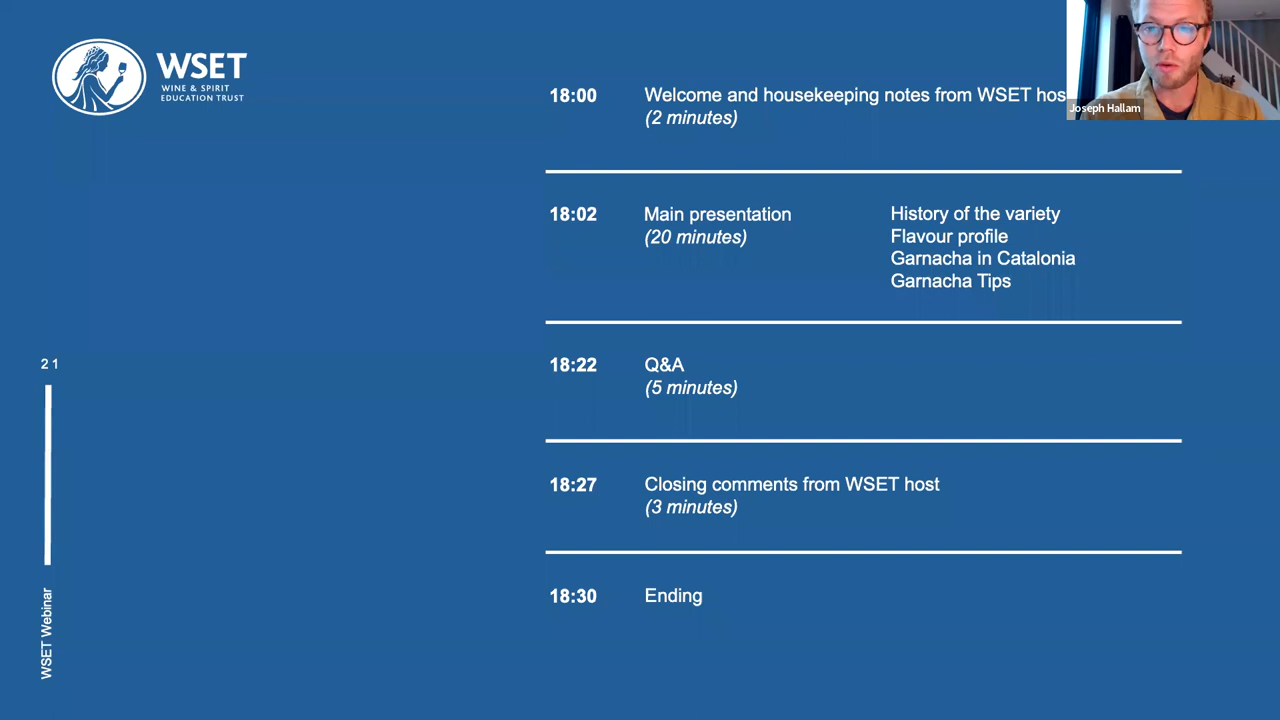 WSET
WINE & SPIRIT
EDUCATION TRUST
18:00
Welcome and housekeeping notes from WSET hos
(2 minutes)
Joseph Hallam
18:02
Main presentation
(20 minutes)
History of the variety
Flavour profile
Garnacha in Catalonia
Garnacha Tips
21
18:22
Q&A
(5 minutes)
18:27
Closing comments from WSET host
(3 minutes)
18:30
Ending
WSET Webinar